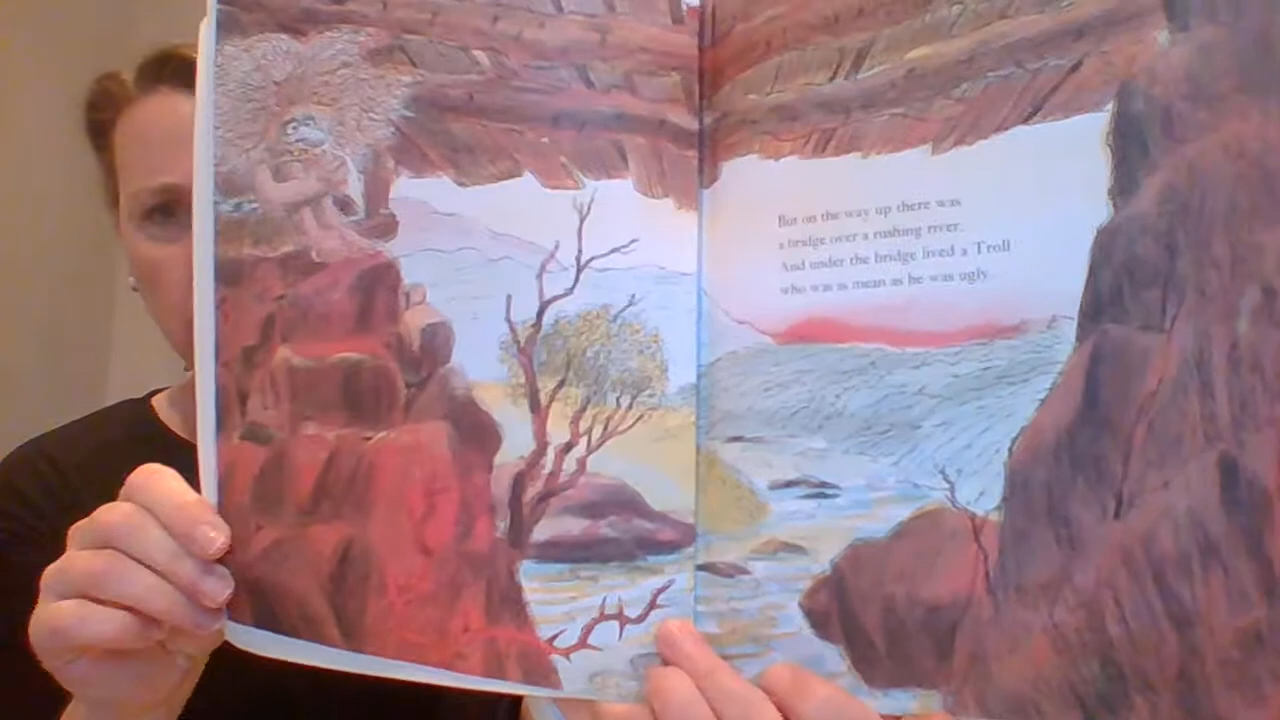 But on the way up there was
a bridge over a rushing river.
And under the bridge lived a Troll
who was as mean as he was ugly.